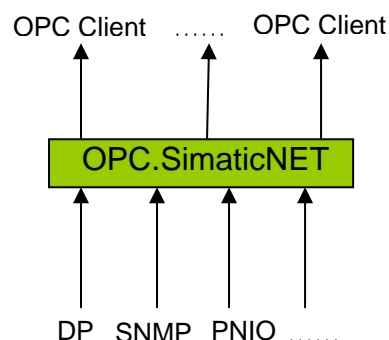 OPC Client ...... OPC Client
OPC.SimaticNET
DP SNMP PNIO ......